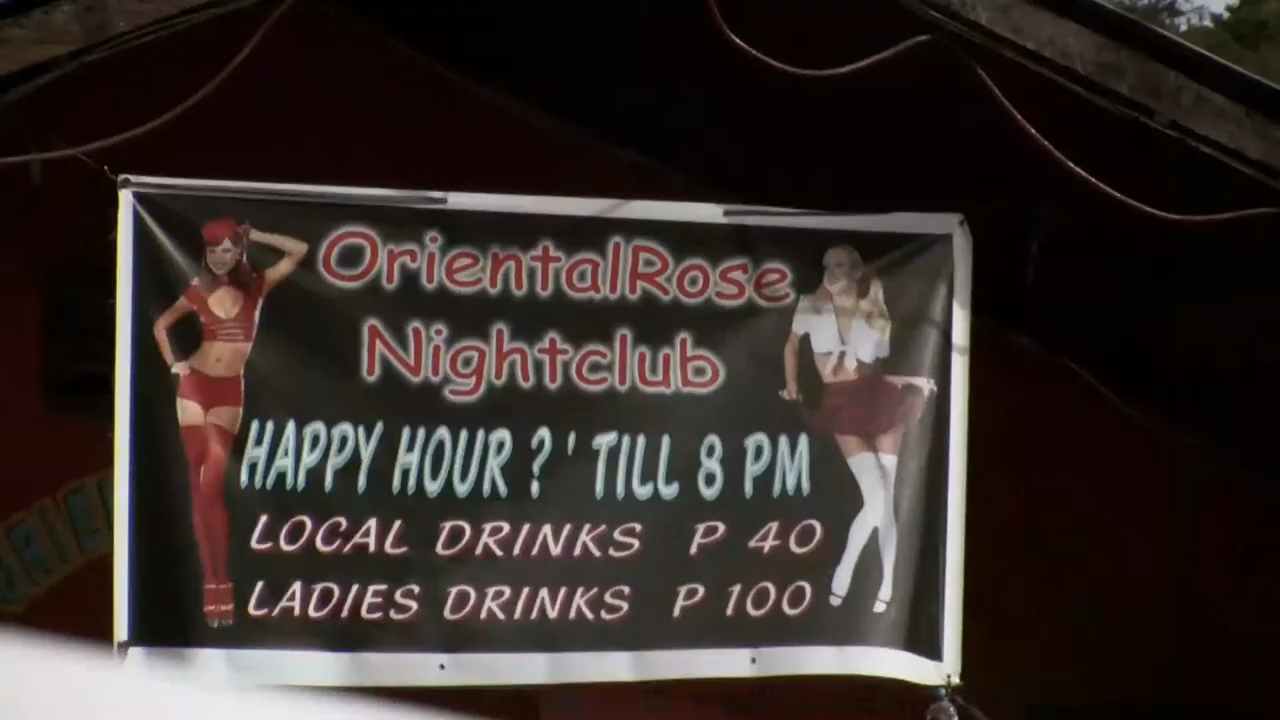 OrientalRose
Nightclub
HAPPY HOUR ? ' TILL 8 PM
LOCAL DRINKS P 40
LADIES DRINKS P 100